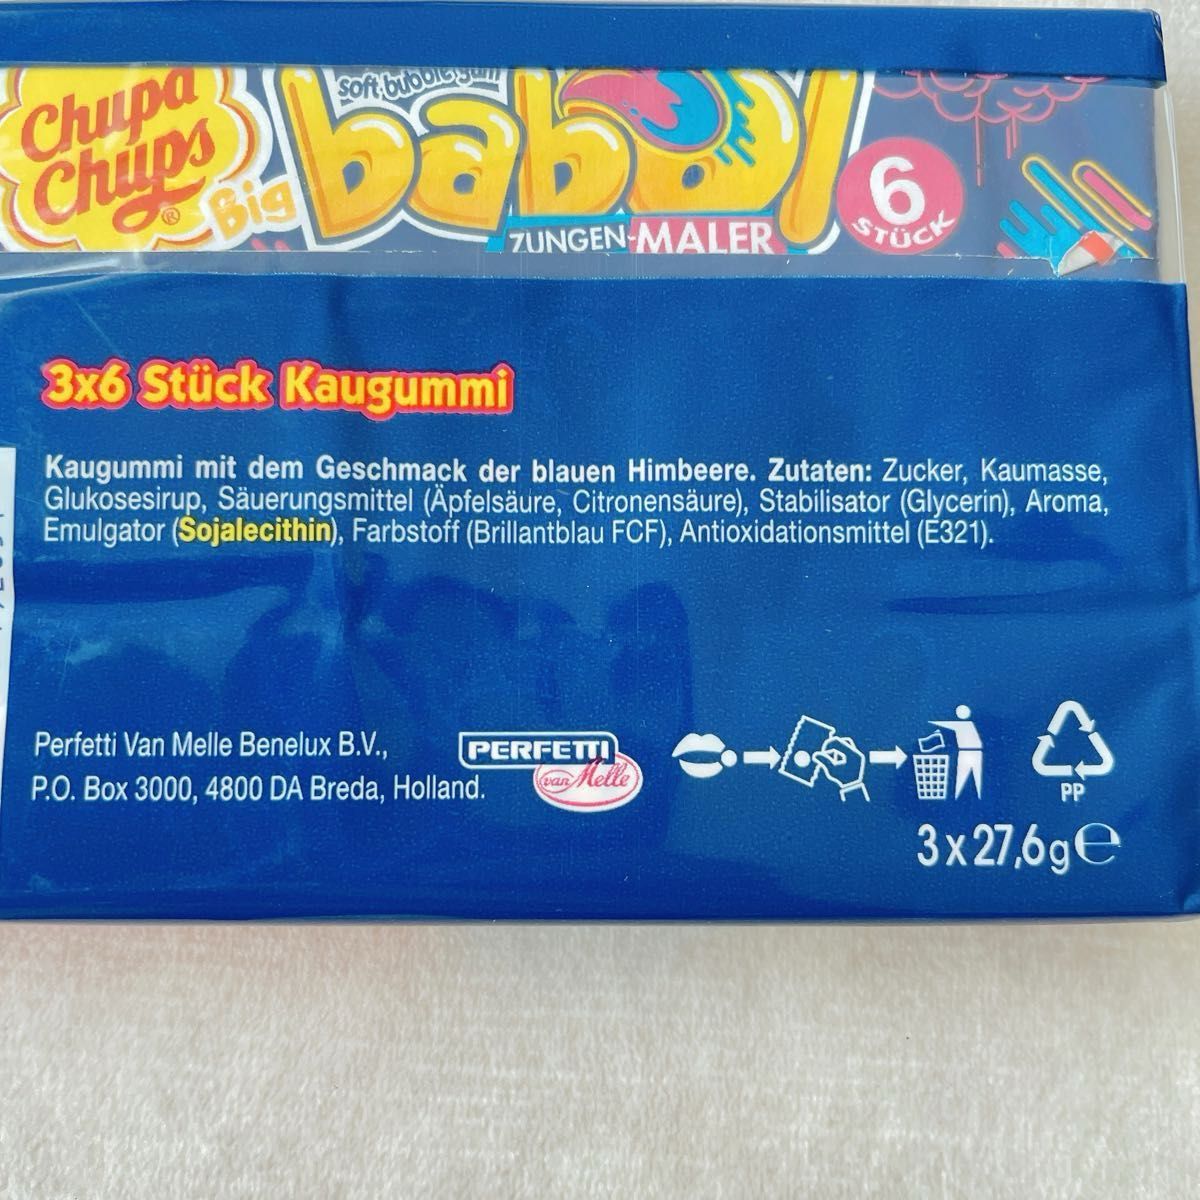 Chupa
Chups
®
soft bubble gum
Big babol
ZUNGEN-MALER
6
STÜCK
3x6 Stück Kaugummi
Kaugummi mit dem Geschmack der blauen Himbeere. Zutaten: Zucker, Kaumasse,
Glukosesirup, Säuerungsmittel (Äpfelsäure, Citronensäure), Stabilisator (Glycerin), Aroma,
Emulgator (Sojalecithin), Farbstoff (Brillantblau FCF), Antioxidationsmittel (E321).
Perfetti Van Melle Benelux B.V.,
P.O. Box 3000, 4800 DA Breda, Holland.
PERFETTI
van Melle
PP
3 x 27,6 g ℮